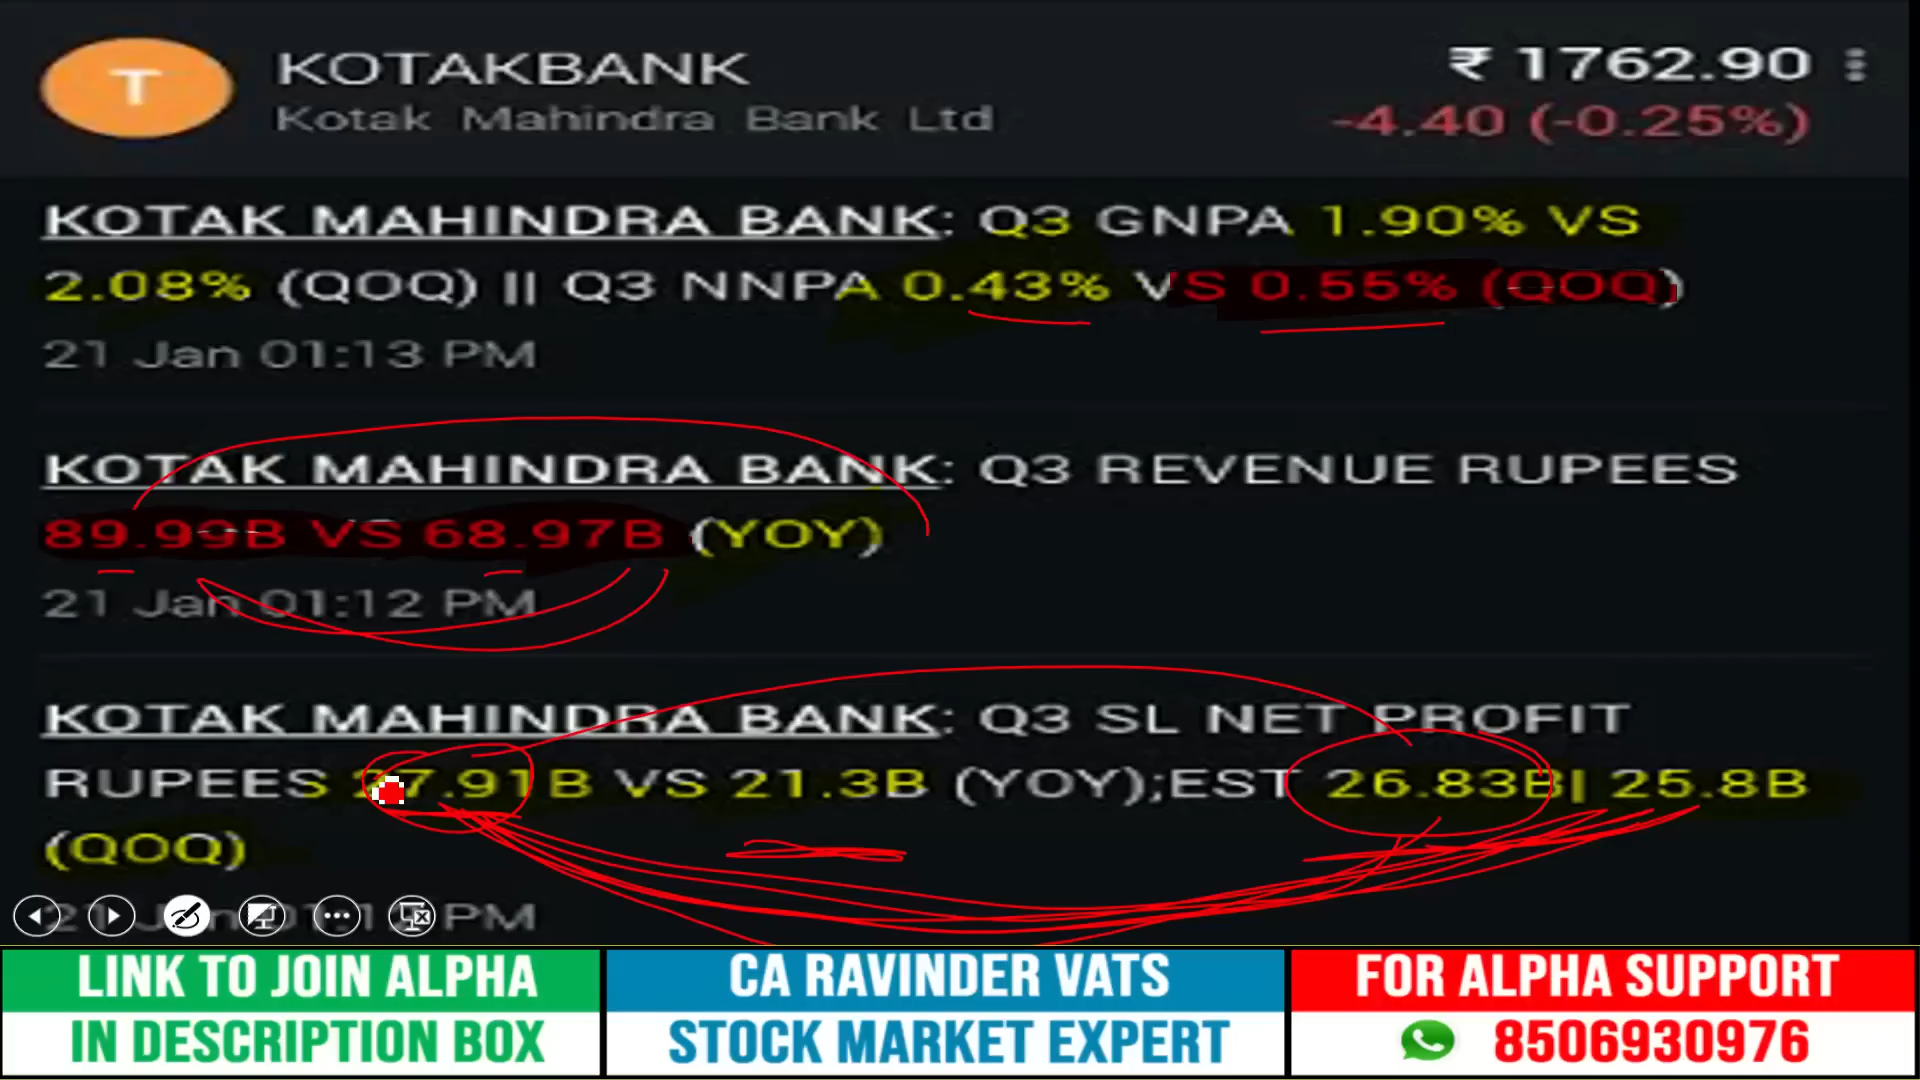 T
KOTAKBANK
₹ 1762.90
Kotak Mahindra Bank Ltd
-4.40 (-0.25%)
KOTAK MAHINDRA BANK: Q3 GNPA 1.90% VS
2.08% (QOQ) || Q3 NNPA 0.43% VS 0.55% (QOQ)
21 Jan 01:13 PM
KOTAK MAHINDRA BANK: Q3 REVENUE RUPEES
89.99B VS 68.97B (YOY)
21 Jan 01:12 PM
KOTAK MAHINDRA BANK: Q3 SL NET PROFIT
RUPEES 27.91B VS 21.3B (YOY);EST 26.83B| 25.8B
(QOQ)
PM
LINK TO JOIN ALPHA
IN DESCRIPTION BOX
CA RAVINDER VATS
STOCK MARKET EXPERT
FOR ALPHA SUPPORT
8506930976